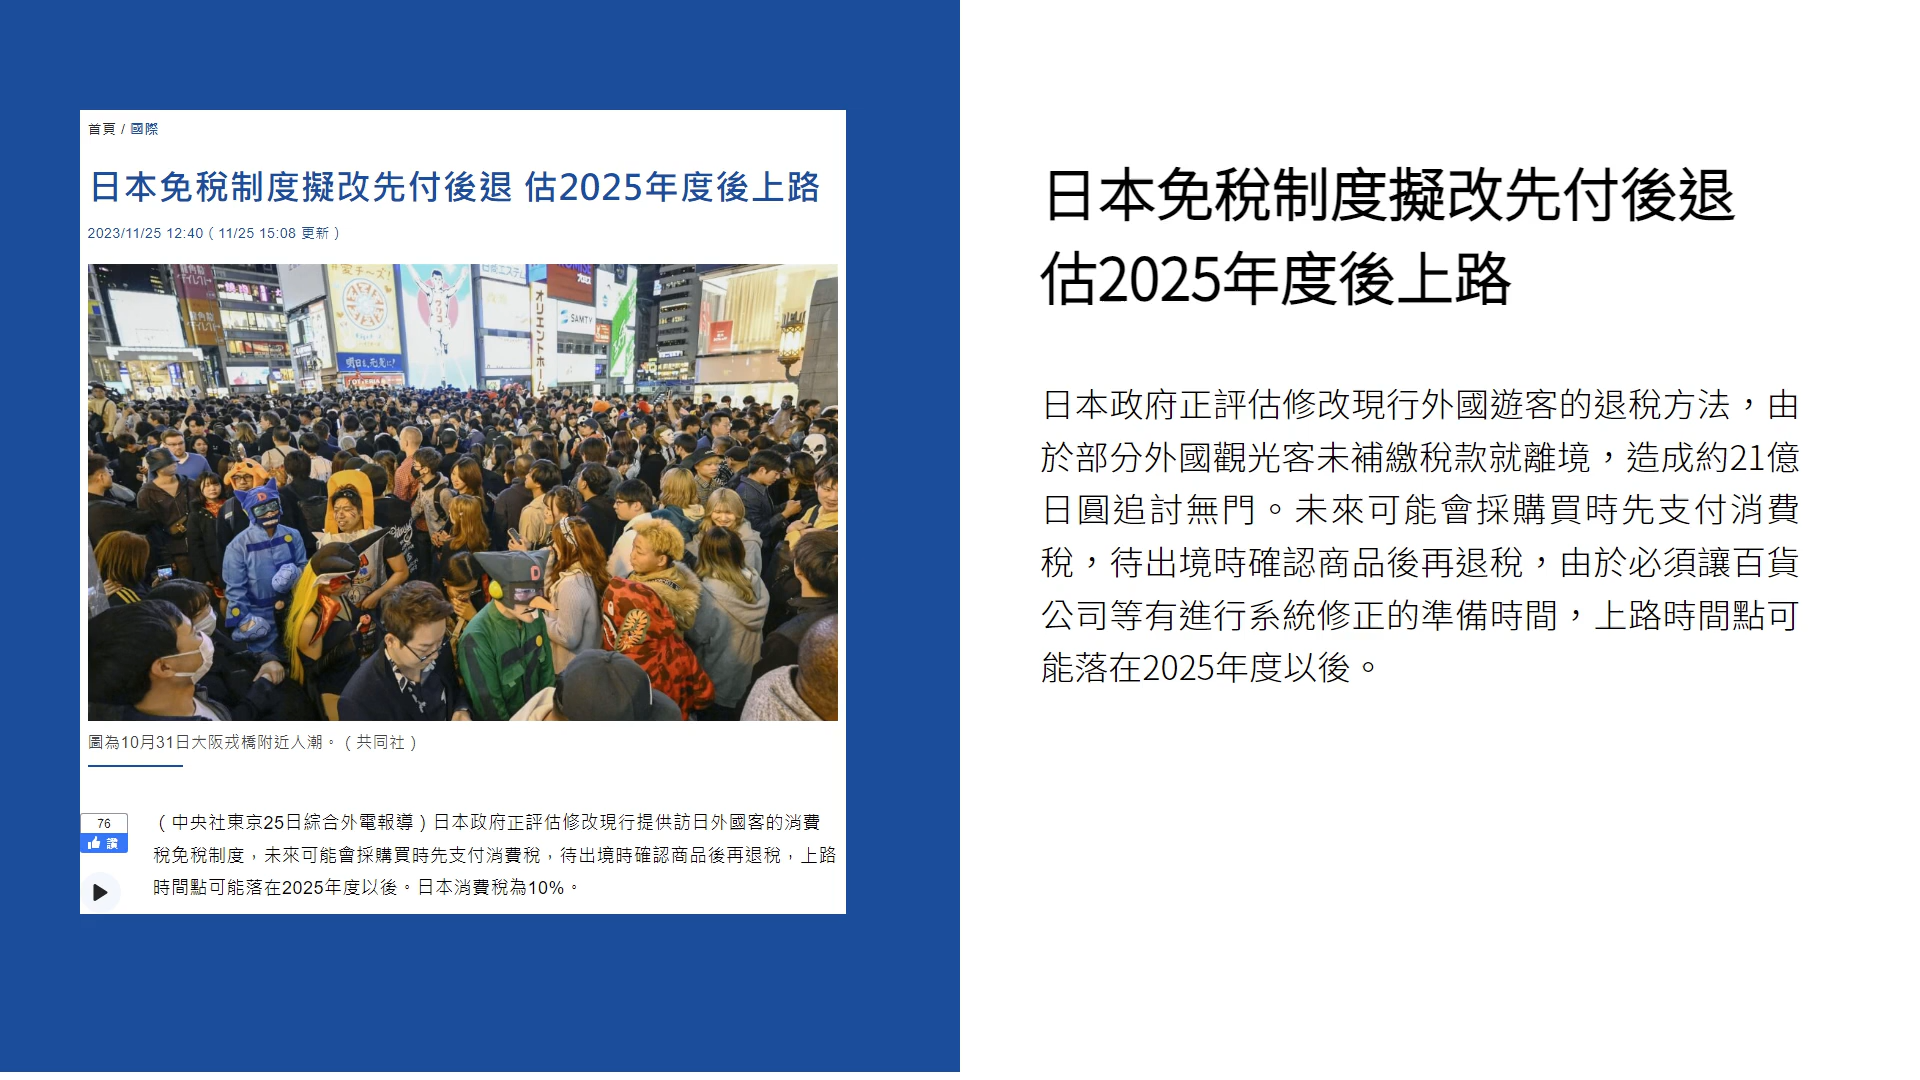 首頁 / 國際
日本免稅制度擬改先付後退 估2025年度後上路
2023/11/25 12:40（11/25 15:08 更新）
オリエントホーム
SAMTY
圖為10月31日大阪戎橋附近人潮。（共同社）
76
讚
（中央社東京25日綜合外電報導）日本政府正評估修改現行提供訪日外國客的消費
稅免稅制度，未來可能會採購買時先支付消費稅，待出境時確認商品後再退稅，上路
時間點可能落在2025年度以後。日本消費稅為10%。
日本免稅制度擬改先付後退
估2025年度後上路
日本政府正評估修改現行外國遊客的退稅方法，由
於部分外國觀光客未補繳稅款就離境，造成約21億
日圓追討無門。未來可能會採購買時先支付消費
稅，待出境時確認商品後再退稅，由於必須讓百貨
公司等有進行系統修正的準備時間，上路時間點可
能落在2025年度以後。